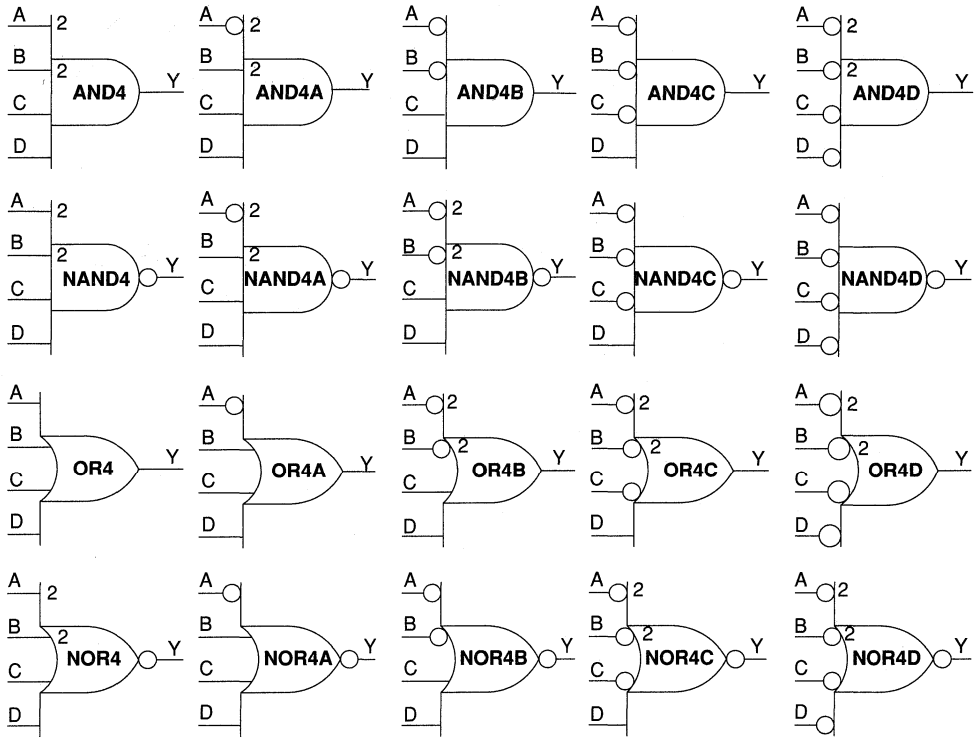 A 2 A 2 A A A 2
B 2 B 2 B B B 2
AND4 Y AND4A Y AND4B Y AND4C Y AND4D Y
C C C C C
D D D D D
A 2 A 2 A 2 A A
B 2 B 2 B 2 B B
NAND4 Y NAND4A Y NAND4B Y NAND4C Y NAND4D Y
C C C C C
D D D D D
A A A 2 A 2 A 2
B B B 2 B 2 B 2
OR4 Y OR4A Y OR4B Y OR4C Y OR4D Y
C C C C C
D D D D D
A 2 A A A 2 A 2
B 2 B B B 2 B 2
NOR4 Y NOR4A Y NOR4B Y NOR4C Y NOR4D Y
C C C C C
D D D D D